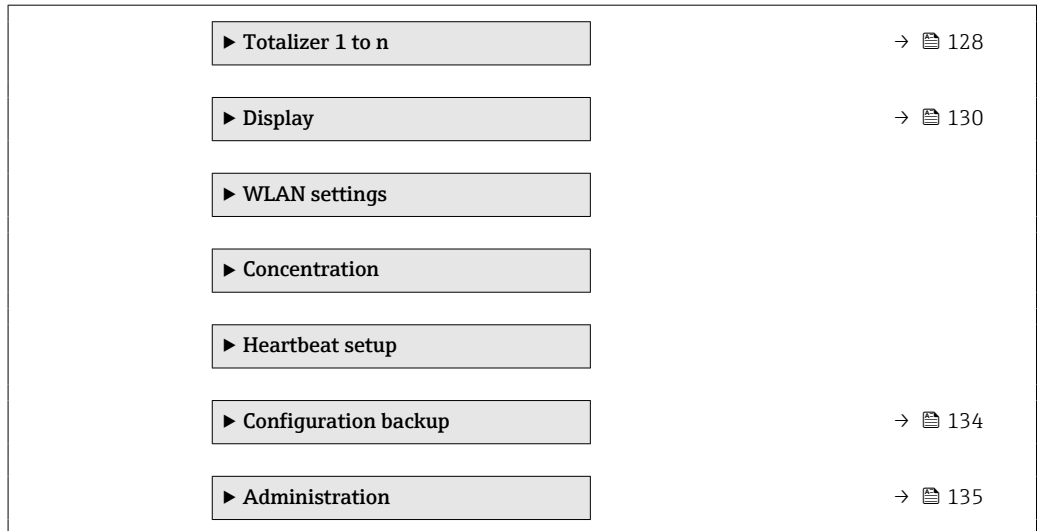 ▶ Totalizer 1 to n → 128
▶ Display → 130
▶ WLAN settings
▶ Concentration
▶ Heartbeat setup
▶ Configuration backup → 134
▶ Administration → 135